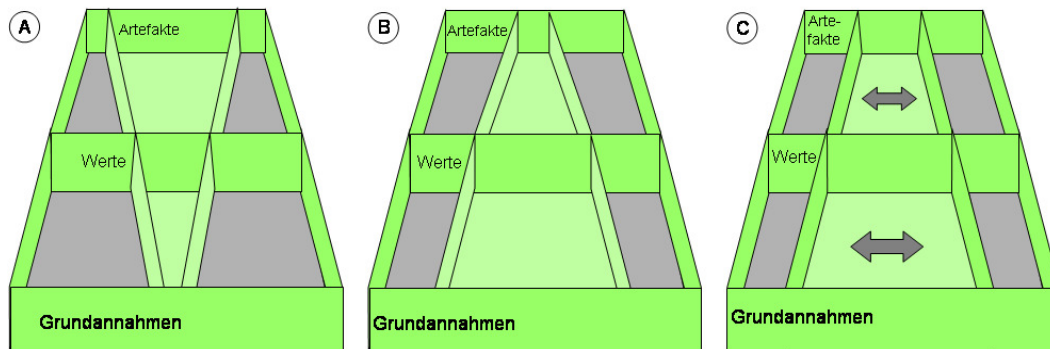 A
Artefakte
Werte
Grundannahmen
B
Artefakte
Werte
Grundannahmen
C
Arte-
fakte
Werte
Grundannahmen